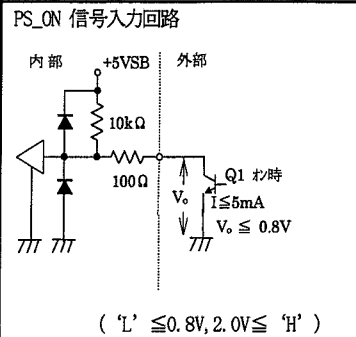 PS_ON 信号入力回路
内部
+5VSB
外部
10kΩ
100Ω
Vo
Q1 ｵﾝ時
I≦5mA
Vo ≦ 0.8V
( ‘L’ ≦0.8V, 2.0V≦ ‘H’ )